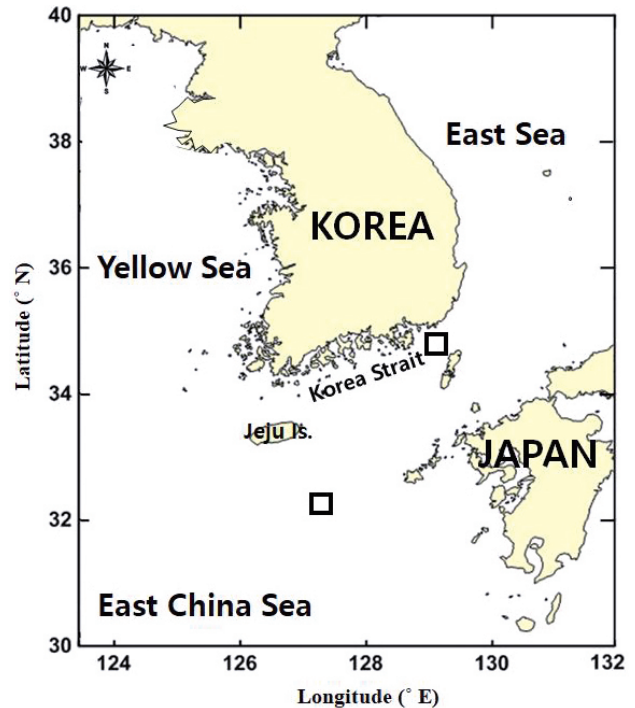 40
N
W E
S
38
East Sea
KOREA
36
Yellow Sea
Latitude (° N)
34
Korea Strait
Jeju Is.
JAPAN
32
East China Sea
30
124 126 128 130 132
Longitude (° E)